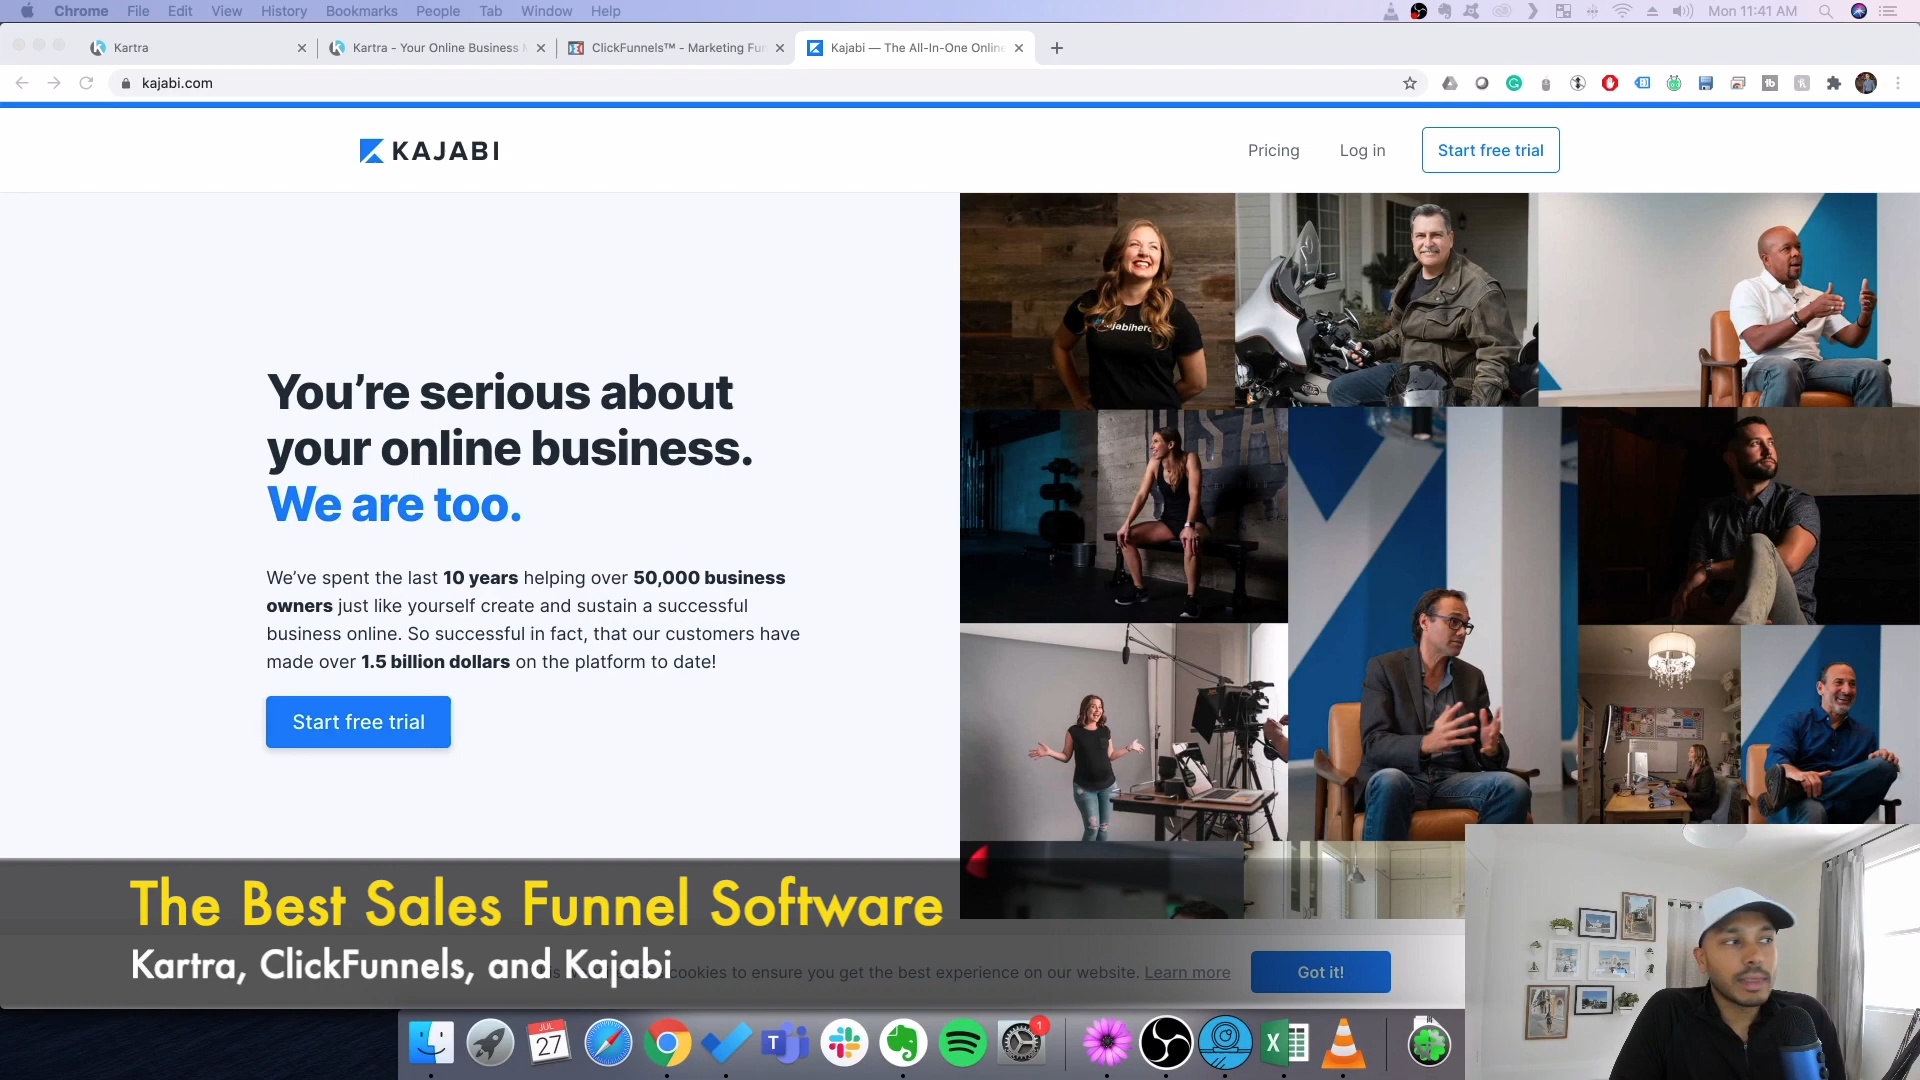 Chrome File Edit View History Bookmarks People Tab Window Help
Mon 11:41 AM
Kartra
Kartra - Your Online Business
ClickFunnels™ - Marketing Fun
Kajabi — The All-In-One Online
kajabi.com
KAJABI
Pricing
Log in
Start free trial
You're serious about
your online business.
We are too.
We've spent the last 10 years helping over 50,000 business
owners just like yourself create and sustain a successful
business online. So successful in fact, that our customers have
made over 1.5 billion dollars on the platform to date!
Start free trial
The Best Sales Funnel Software
Kartra, ClickFunnels, and Kajabi
cookies to ensure you get the best experience on our website. Learn more
Got it!
JUL
27
1